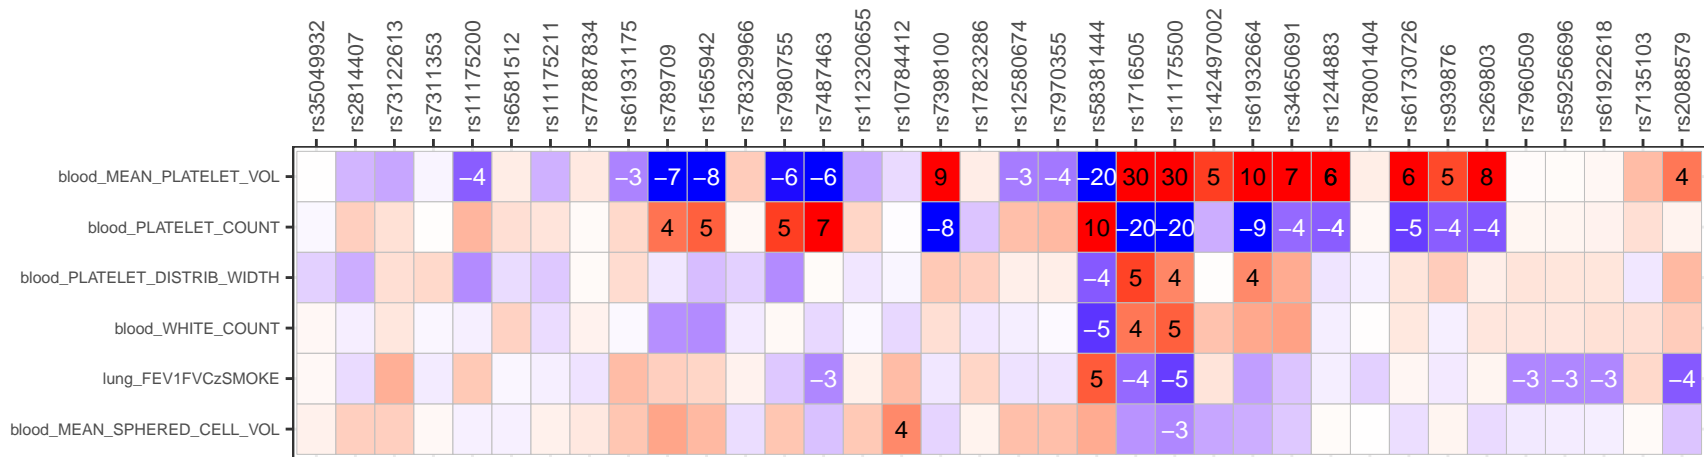 rs35049932
rs2814407
rs73122613
rs7311353
rs11175200
rs6581512
rs11175211
rs77887834
rs61931175
rs789709
rs1565942
rs78329966
rs7980755
rs74874463
rs112320655
rs10784412
rs7398100
rs17823286
rs12580674
rs7970355
rs58381444
rs1716505
rs11175500
rs142497002
rs61932664
rs34650691
rs1244883
rs78001404
rs61730726
rs939876
rs269803
rs79605509
rs59256696
rs61922618
rs7135103
rs20885579
blood_MEAN_PLATELET_VOL −4 −3 −7 −8 −6 −6 9 −3 −4 −20 30 30 5 10 7 6 6 5 8 4
blood_PLATELET_COUNT 4 5 5 7 −8 10 −20 −20 −9 −4 −4 −5 −4 −4
blood_PLATELET_DISTRIB_WIDTH −4 5 4 4
blood_WHITE_COUNT −5 4 5
lung_FEV1FVCzSMOKE −3 5 −4 −5 −3 −3 −3 −4
blood_MEAN_SPHERED_CELL_VOL 4 −3